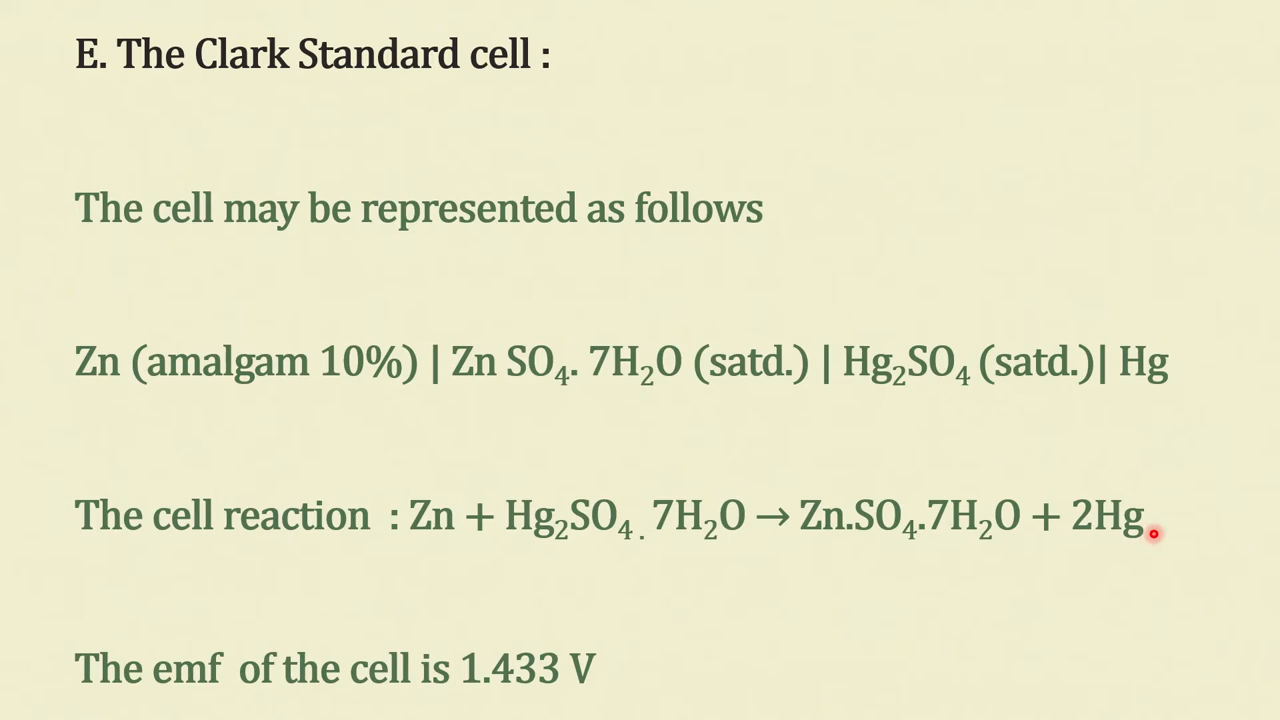 E. The Clark Standard cell :
The cell may be represented as follows
Zn (amalgam 10%) | Zn SO₄. 7H₂O (satd.) | Hg₂SO₄ (satd.)| Hg
The cell reaction : Zn + Hg₂SO₄ . 7H₂O → Zn.SO₄.7H₂O + 2Hg
The emf of the cell is 1.433 V